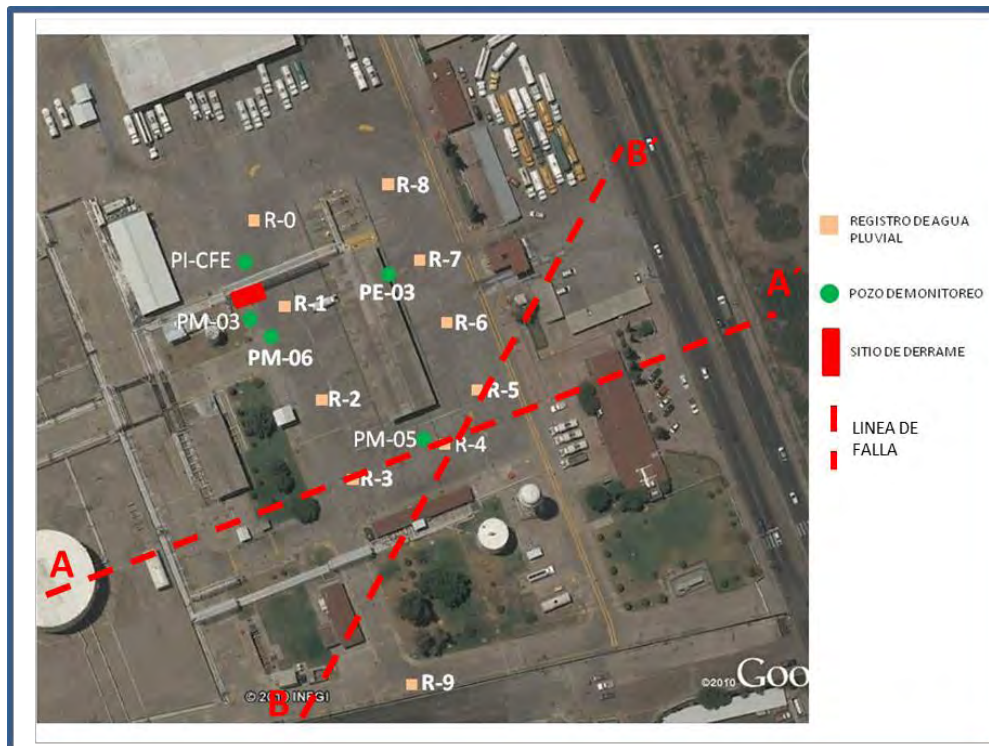 B´
R-8
R-0
PI-CFE
R-7
PE-03
A´
R-1
PM-03
R-6
PM-06
R-5
R-2
PM-05
R-4
R-3
A
R-9
B
© 2010 INEGI
©2010 Goo
REGISTRO DE AGUA
PLUVIAL
POZO DE MONITOREO
SITIO DE DERRAME
LINEA DE
FALLA